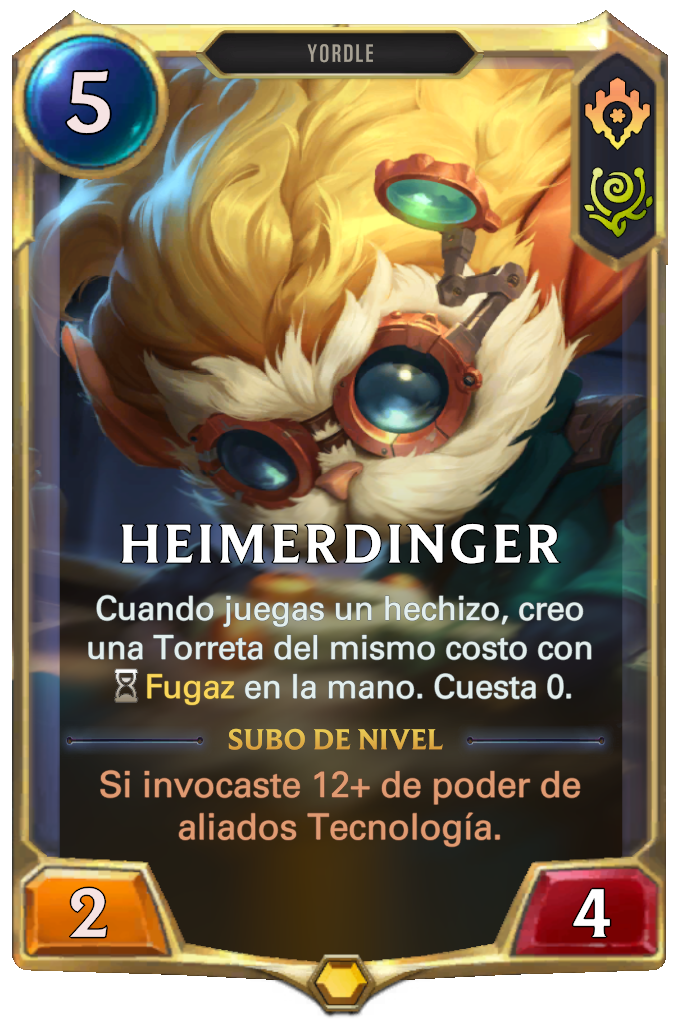 5
YORDLE
HEIMERDINGER
Cuando juegas un hechizo, creo
una Torreta del mismo costo con
Fugaz en la mano. Cuesta 0.
SUBO DE NIVEL
Si invocaste 12+ de poder de
aliados Tecnología.
2
4